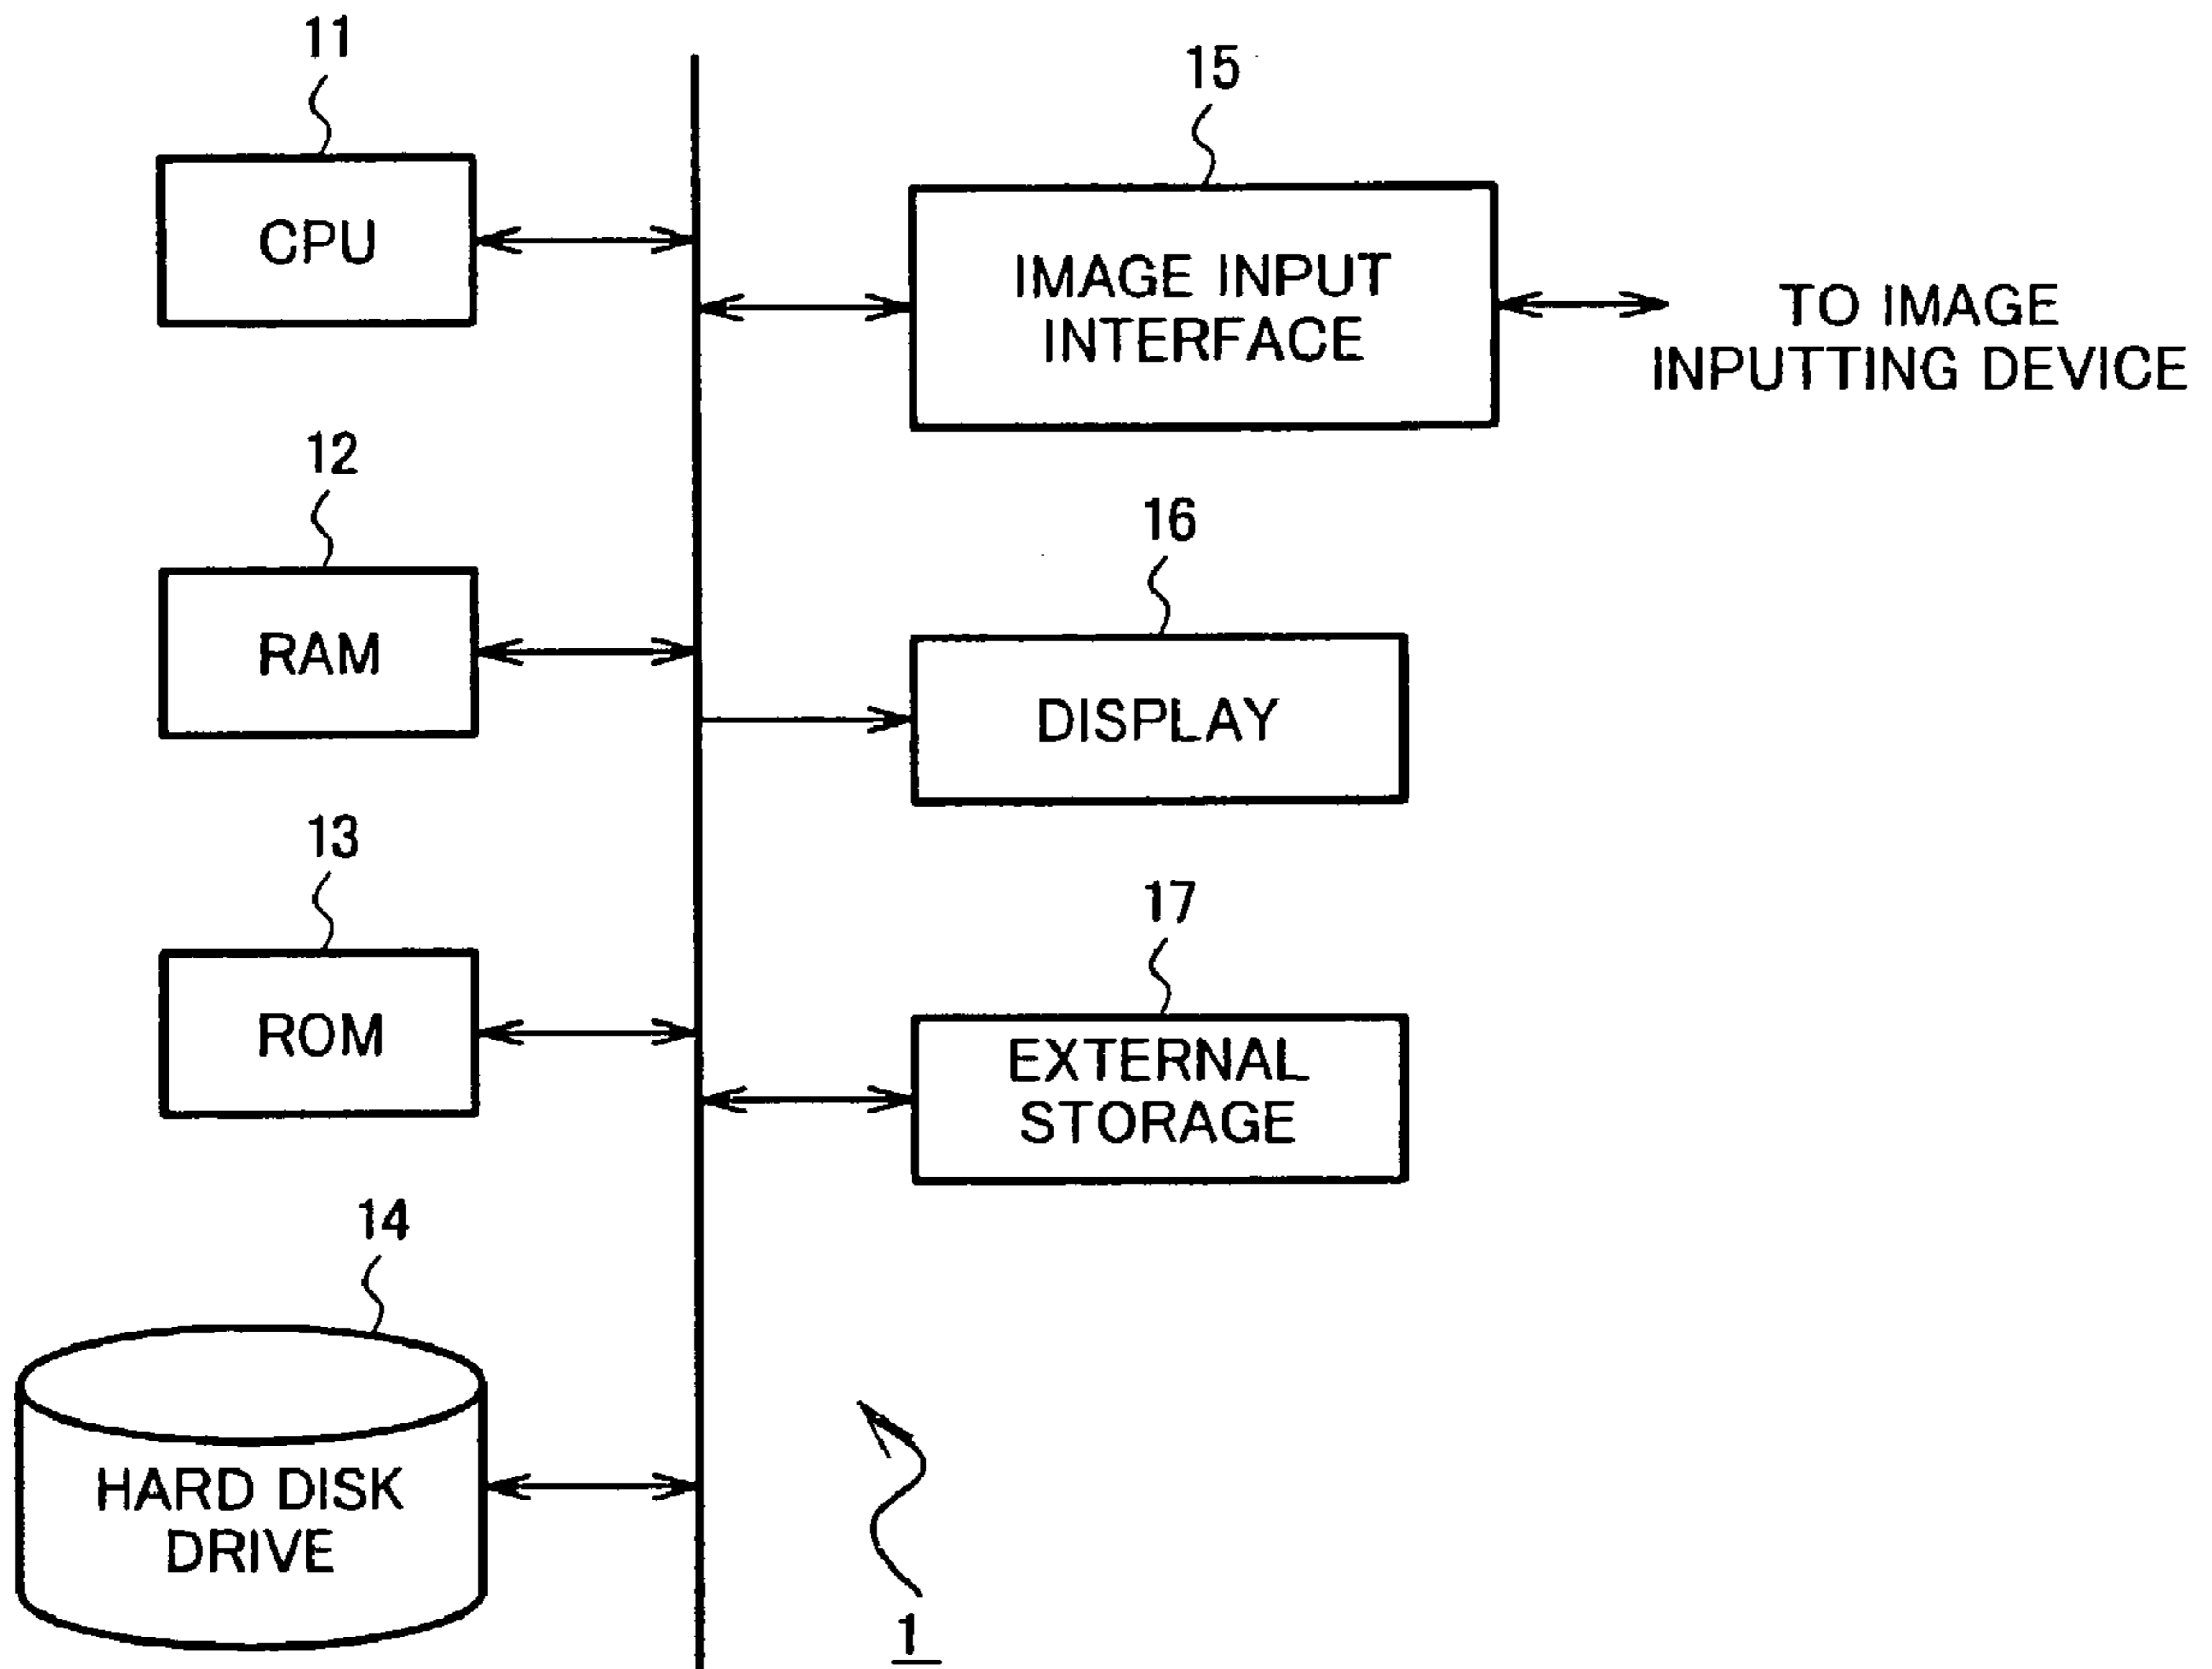 11
CPU
12
RAM
13
ROM
14
HARD DISK
DRIVE
15
IMAGE INPUT
INTERFACE
TO IMAGE
INPUTTING DEVICE
16
DISPLAY
17
EXTERNAL
STORAGE
1